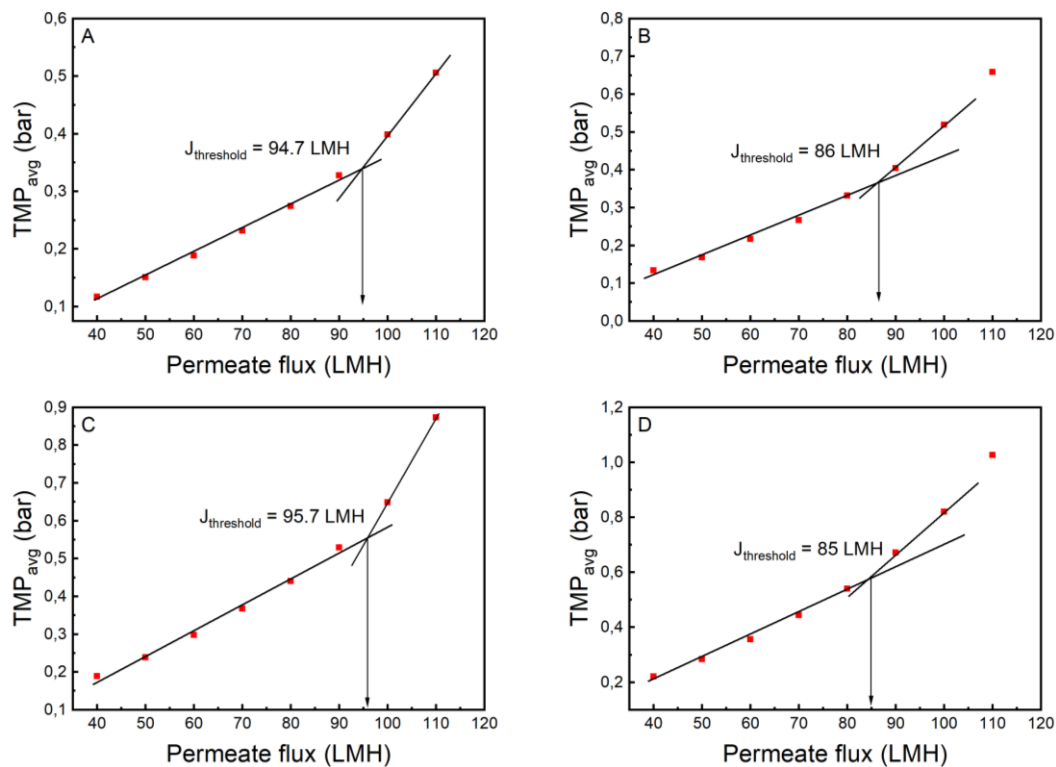 A
0,6
0,5
0,4
0,3
0,2
0,1
TMPavg (bar)
Jthreshold = 94.7 LMH
40 50 60 70 80 90 100 110 120
Permeate flux (LMH)
B
0,8
0,7
0,6
0,5
0,4
0,3
0,2
0,1
0,0
TMPavg (bar)
Jthreshold = 86 LMH
40 50 60 70 80 90 100 110 120
Permeate flux (LMH)
C
0,9
0,8
0,7
0,6
0,5
0,4
0,3
0,2
0,1
TMPavg (bar)
Jthreshold = 95.7 LMH
40 50 60 70 80 90 100 110 120
Permeate flux (LMH)
D
1,2
1,0
0,8
0,6
0,4
0,2
TMPavg (bar)
Jthreshold = 85 LMH
40 50 60 70 80 90 100 110 120
Permeate flux (LMH)